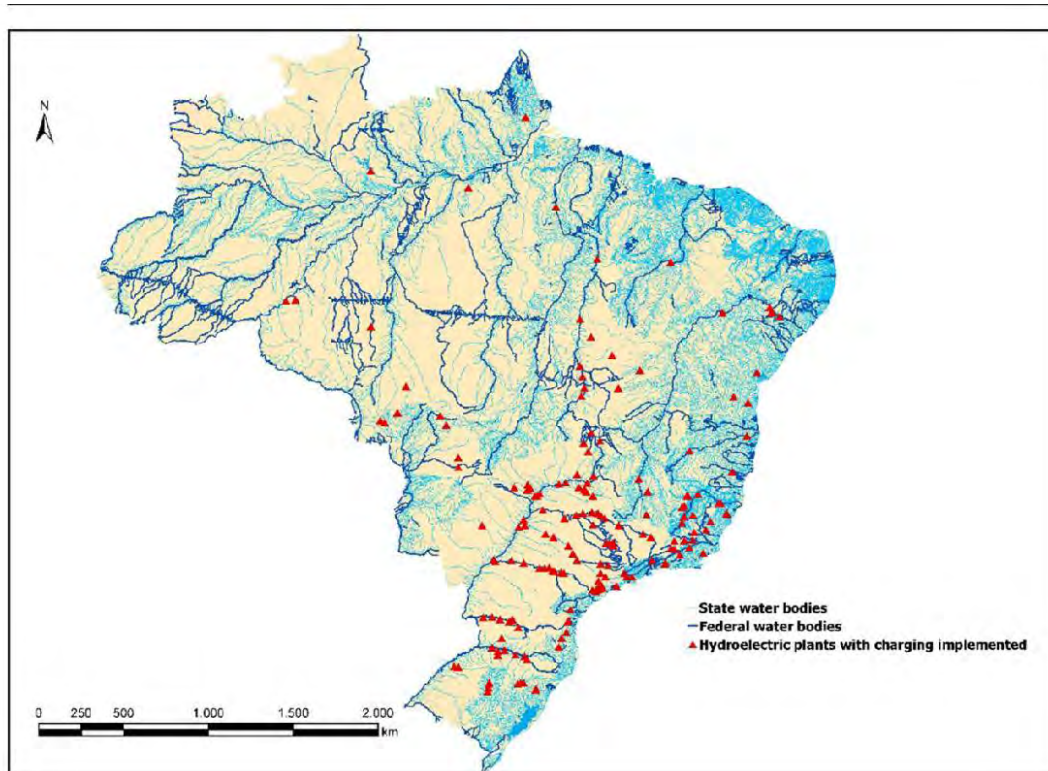 N
State water bodies
Federal water bodies
Hydroelectric plants with charging implemented
0 250 500 1.000 1.500 2.000
km